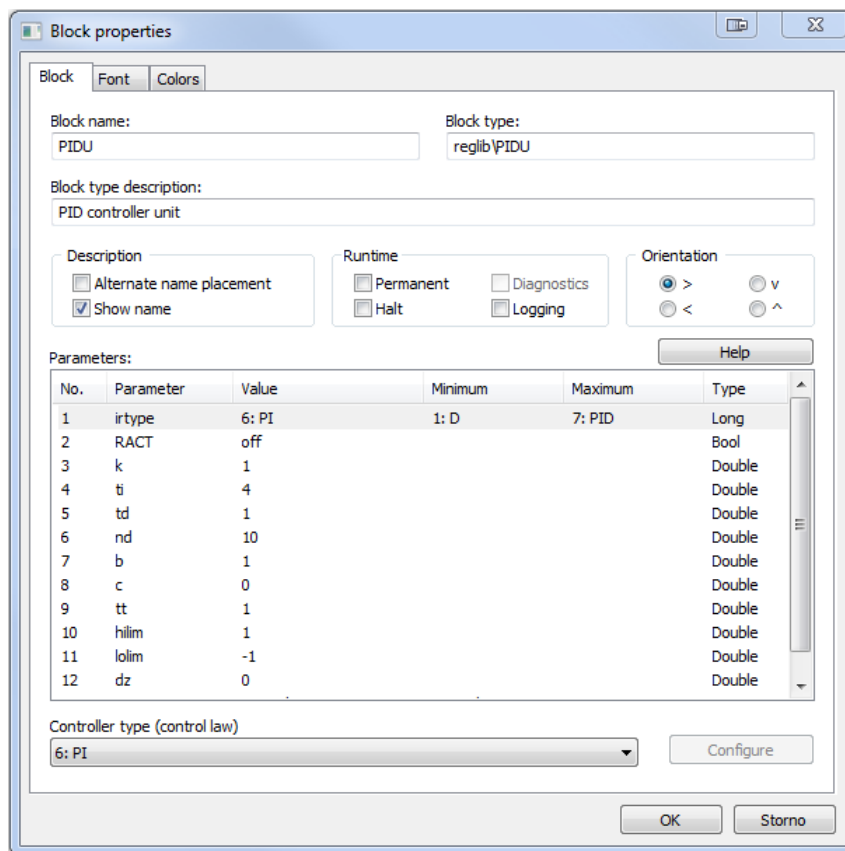 Block properties
Block Font Colors
Block name: Block type:
PIDU reglib\PIDU
Block type description:
PID controller unit
Description Runtime Orientation
Alternate name placement Permanent Diagnostics > v
Show name Halt Logging < ^
Help
Parameters:
No. Parameter Value Minimum Maximum Type
1 irtype 6: PI 1: D 7: PID Long
2 RACT off Bool
3 k 1 Double
4 ti 4 Double
5 td 1 Double
6 nd 10 Double
7 b 1 Double
8 c 0 Double
9 tt 1 Double
10 hilim 1 Double
11 lolim -1 Double
12 dz 0 Double
Controller type (control law)
6: PI Configure
OK Storno